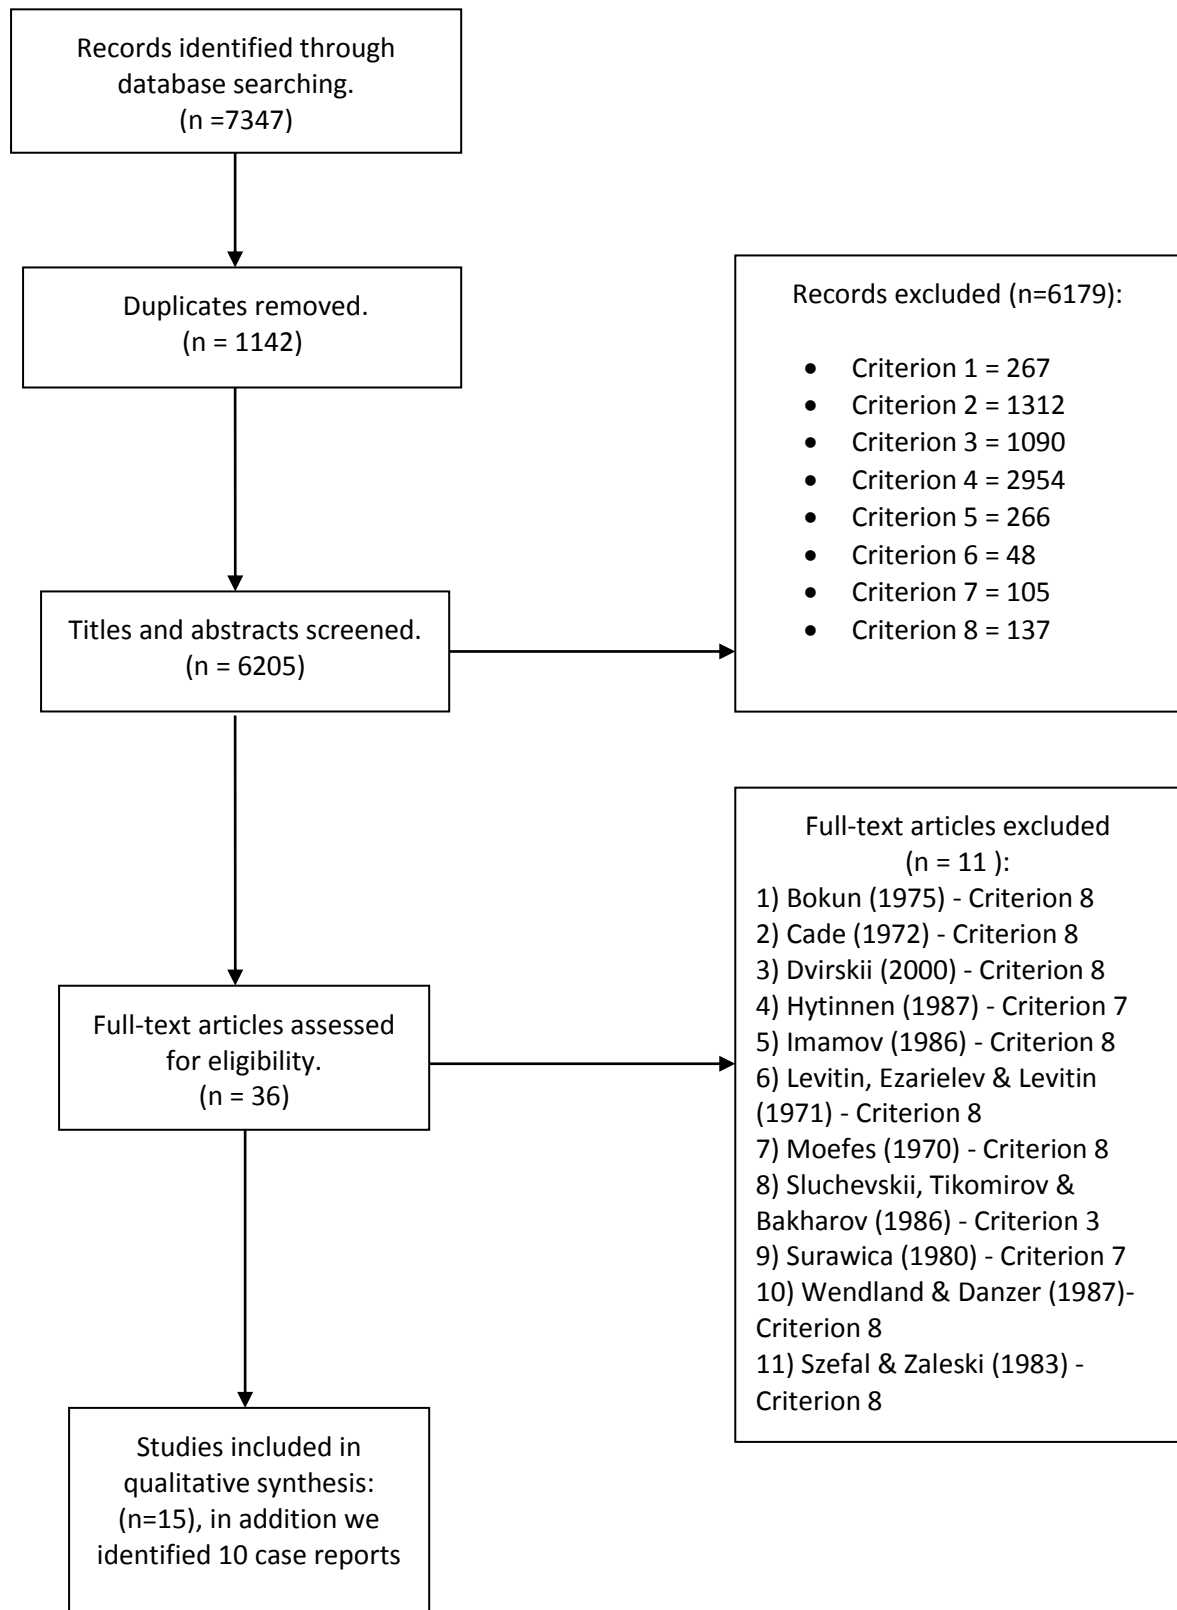 Records identified through
database searching.
(n =7347)
Duplicates removed.
(n = 1142)
Records excluded (n=6179):
• Criterion 1 = 267
• Criterion 2 = 1312
• Criterion 3 = 1090
• Criterion 4 = 2954
• Criterion 5 = 266
• Criterion 6 = 48
• Criterion 7 = 105
• Criterion 8 = 137
Titles and abstracts screened.
(n = 6205)
Full-text articles excluded
(n = 11 ):
1) Bokun (1975) - Criterion 8
2) Cade (1972) - Criterion 8
3) Dvirskii (2000) - Criterion 8
4) Hytinnen (1987) - Criterion 7
5) Imamov (1986) - Criterion 8
6) Levitin, Ezarielev & Levitin
(1971) - Criterion 8
7) Moefes (1970) - Criterion 8
8) Sluchevskii, Tikomirov &
Bakharov (1986) - Criterion 3
9) Surawica (1980) - Criterion 7
10) Wendland & Danzer (1987)-
Criterion 8
11) Szefal & Zaleski (1983) -
Criterion 8
Full-text articles assessed
for eligibility.
(n = 36)
Studies included in
qualitative synthesis:
(n=15), in addition we
identified 10 case reports